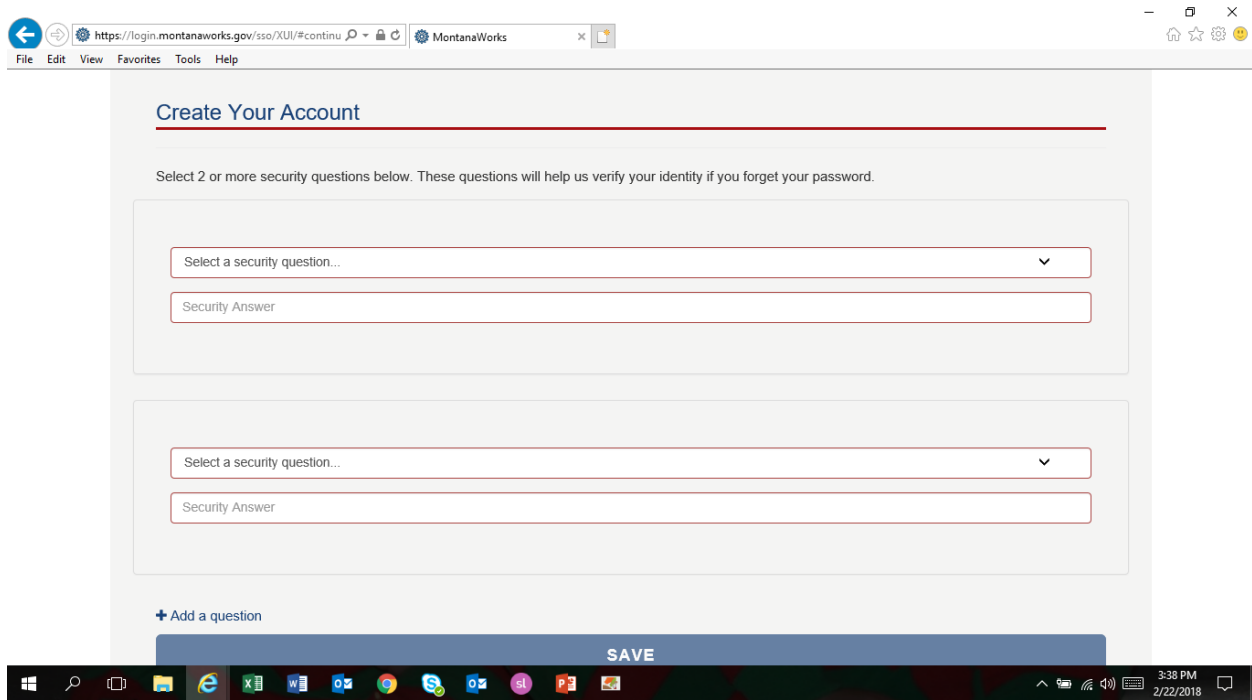 https://login.montanaworks.gov/sso/XUI/#continu
MontanaWorks
File Edit View Favorites Tools Help
Create Your Account
Select 2 or more security questions below. These questions will help us verify your identity if you forget your password.
Select a security question...
Security Answer
Select a security question...
Security Answer
Add a question
SAVE
3:38 PM
2/22/2018